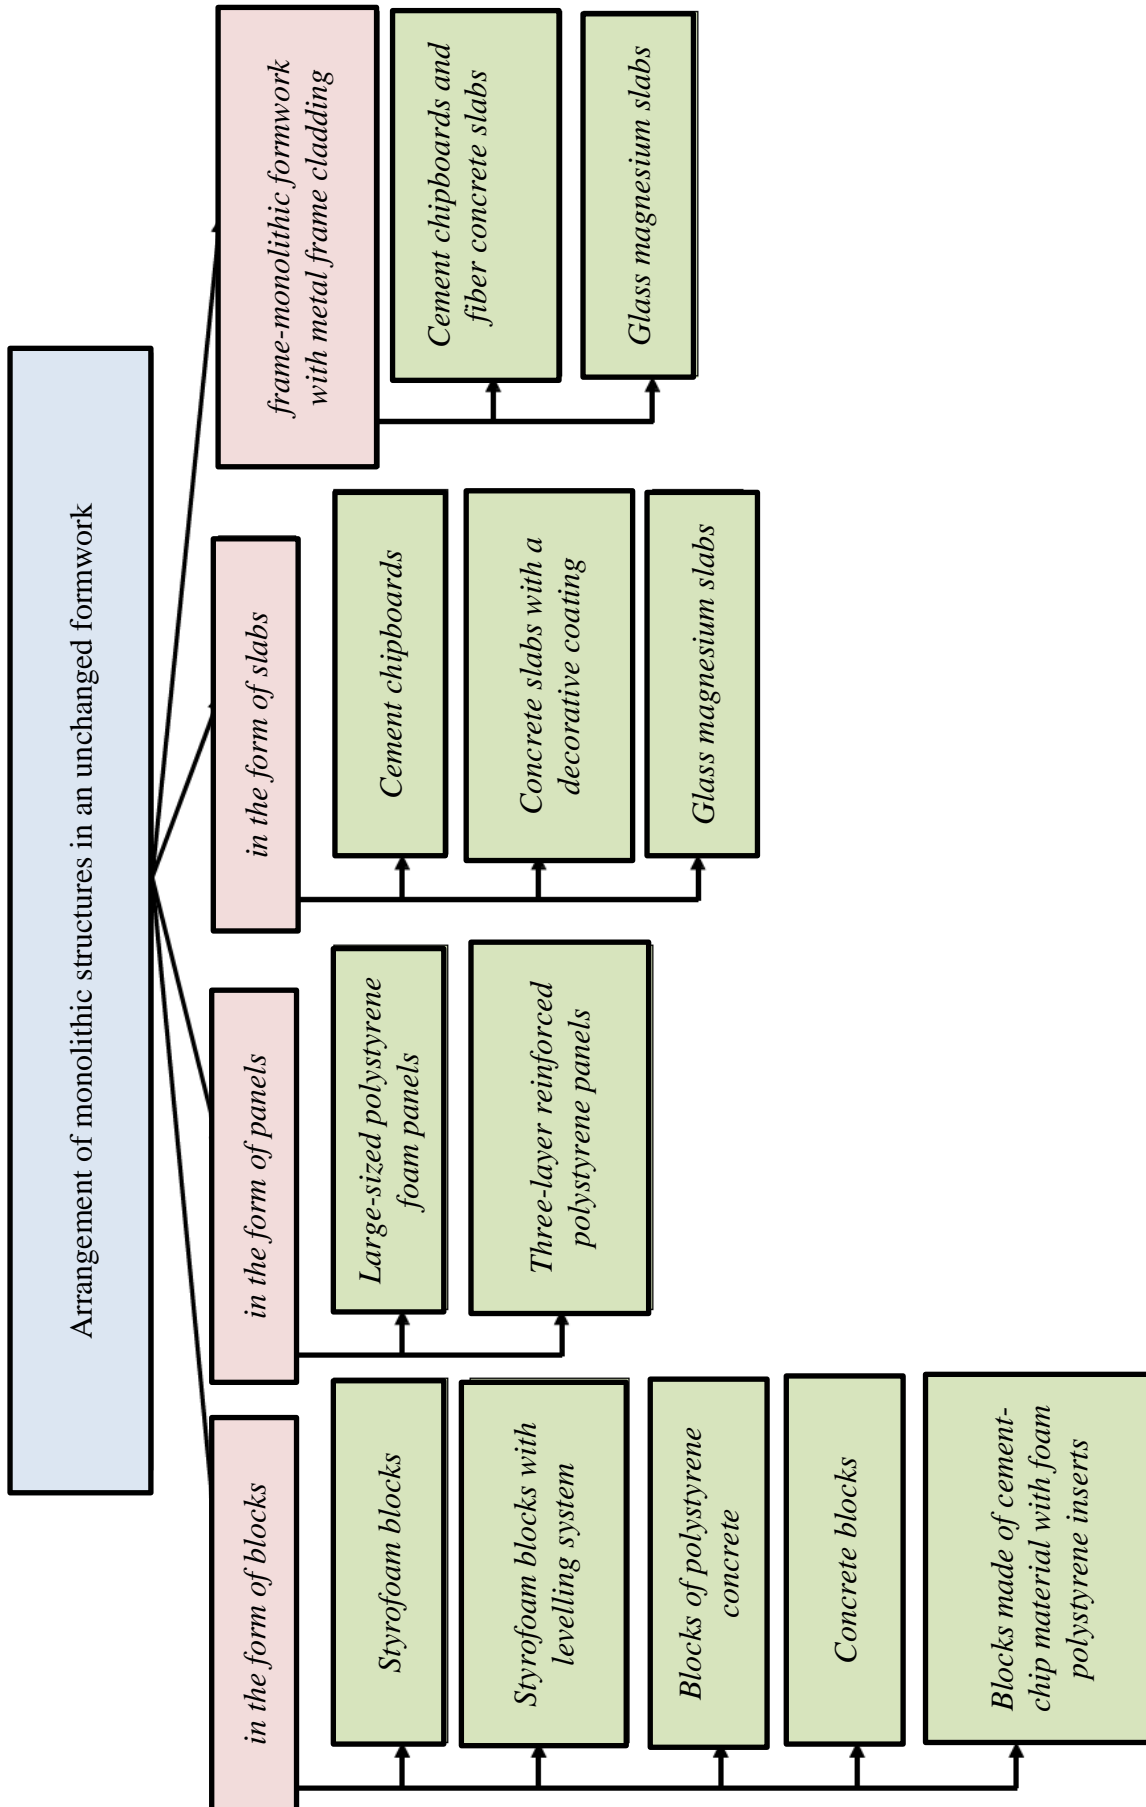 Arrangement of monolithic structures in an unchanged formwork
in the form of blocks
Styrofoam blocks
Styrofoam blocks with
levelling system
Blocks of polystyrene
concrete
Concrete blocks
Blocks made of cement-
chip material with foam
polystyrene inserts
in the form of panels
Large-sized polystyrene
foam panels
Three-layer reinforced
polystyrene panels
in the form of slabs
Cement chipboards
Concrete slabs with a
decorative coating
Glass magnesium slabs
frame-monolithic formwork
with metal frame cladding
Cement chipboards and
fiber concrete slabs
Glass magnesium slabs